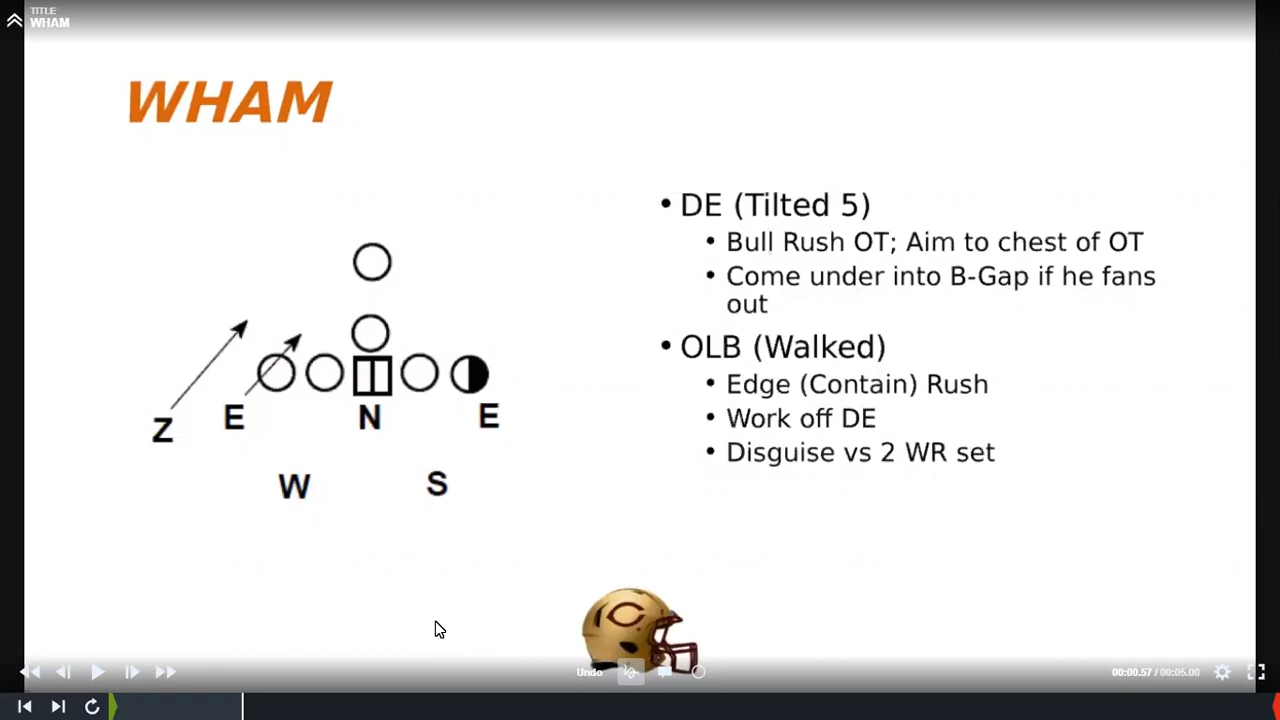 TITLE
WHAM
WHAM
• DE (Tilted 5)
• Bull Rush OT; Aim to chest of OT
• Come under into B-Gap if he fans
out
• OLB (Walked)
• Edge (Contain) Rush
• Work off DE
• Disguise vs 2 WR set
Z E N E
W S
C
Undo
00:00.57 / 00:05.00